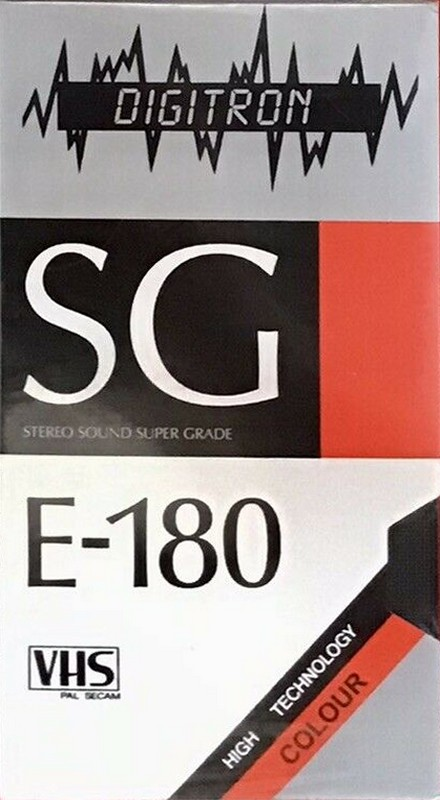 DIGITRON
SG
STEREO SOUND SUPER GRADE
E-180
VHS
PAL SECAM
HIGH TECHNOLOGY
COLOUR